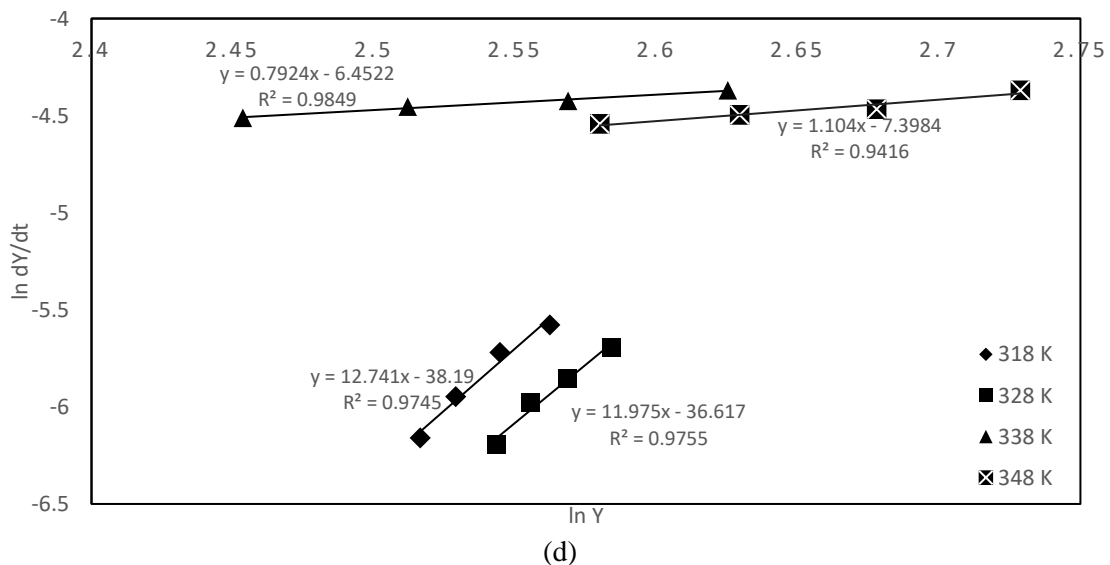 -4
2.4 2.45 2.5 2.55 2.6 2.65 2.7 2.75
y = 0.7924x - 6.4522
R² = 0.9849
-4.5
y = 1.104x - 7.3984
R² = 0.9416
-5
ln dY/dt
-5.5
318 K
y = 12.741x - 38.19
R² = 0.9745
328 K
-6
y = 11.975x - 36.617
R² = 0.9755
338 K
348 K
-6.5
ln Y
(d)